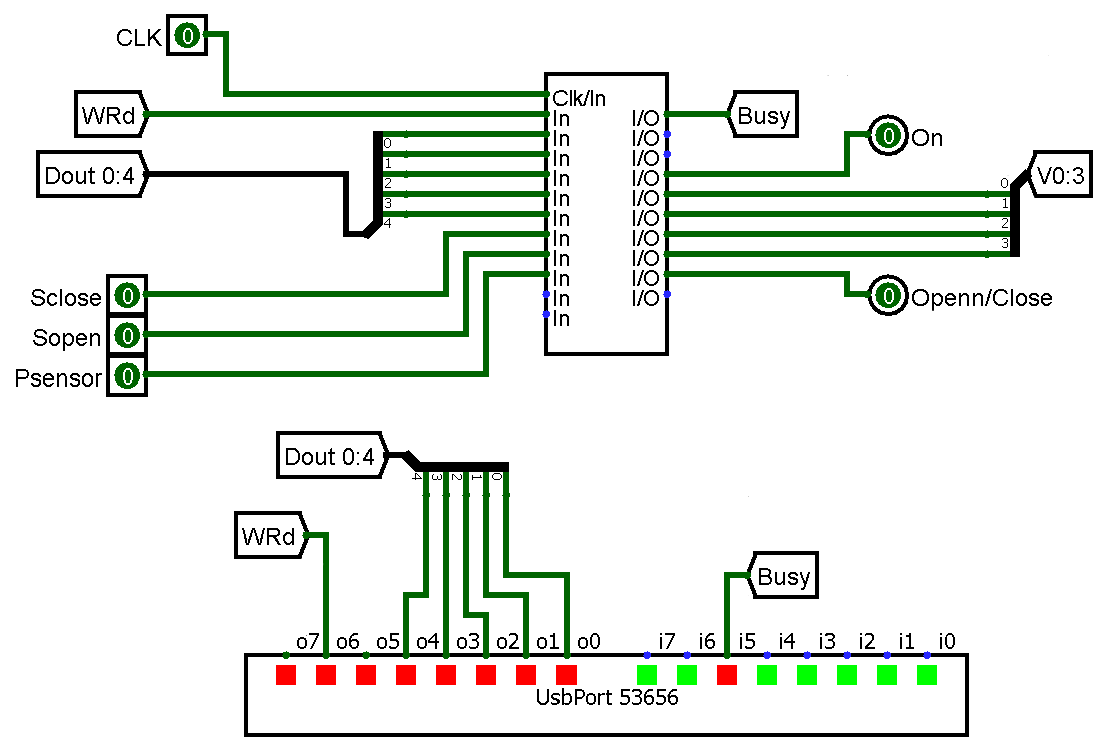 CLK 0
WRd
Dout 0:4
0
1
2
3
4
Sclose 0
Sopen 0
Psensor 0
Clk/In
In
In
In
In
In
In
In
In
In
In
In
I/O
I/O
I/O
I/O
I/O
I/O
I/O
I/O
I/O
I/O
Busy
0 On
0
1
2
3
V0:3
0 Openn/Close
Dout 0:4
4 3 2 1 0
WRd
Busy
o7 o6 o5 o4 o3 o2 o1 o0 i7 i6 i5 i4 i3 i2 i1 i0
UsbPort 53656